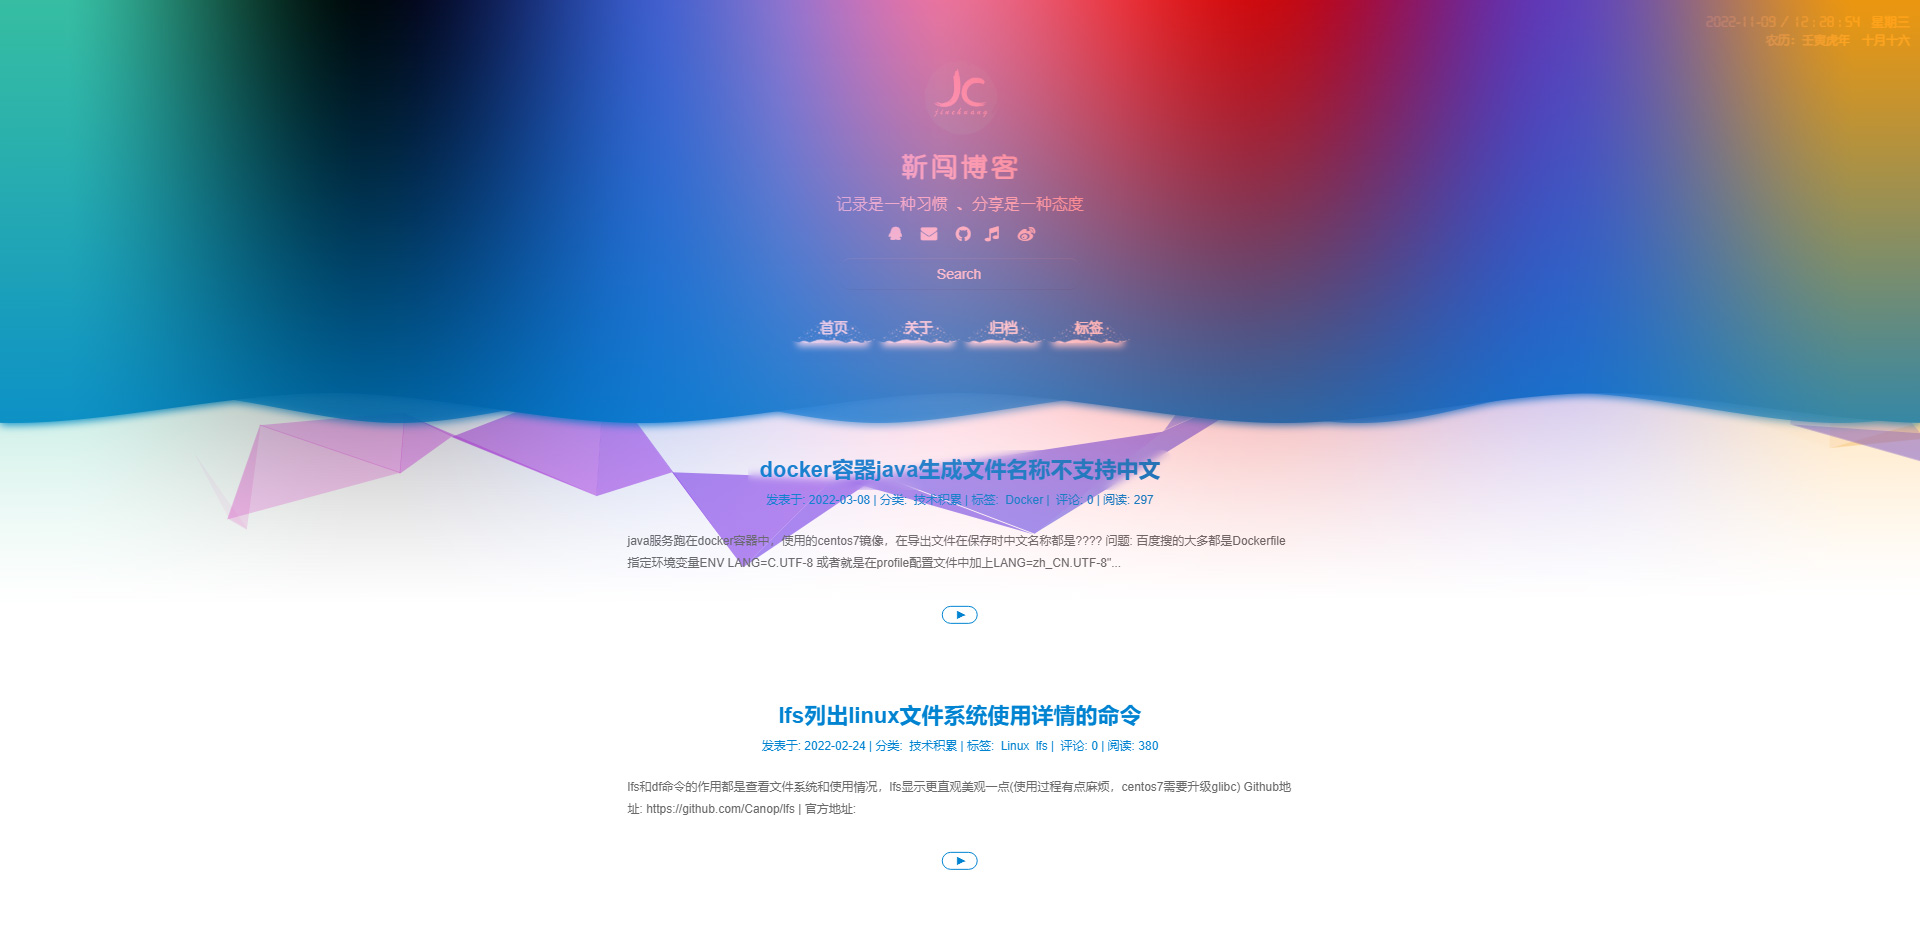 2022-11-09 / 12:28:54 星期三
农历：壬寅虎年 十月十六
JC
jinchuang
靳闯博客
记录是一种习惯 、分享是一种态度
Search
首页 关于 归档 标签
docker容器java生成文件名称不支持中文
发表于: 2022-03-08 | 分类: 技术积累 | 标签: Docker | 评论: 0 | 阅读: 297
java服务跑在docker容器中，使用的centos7镜像，在导出文件在保存时中文名称都是???? 问题: 百度搜的大多都是Dockerfile
指定环境变量ENV LANG=C.UTF-8 或者就是在profile配置文件中加上LANG=zh_CN.UTF-8"...
lfs列出linux文件系统使用详情的命令
发表于: 2022-02-24 | 分类: 技术积累 | 标签: Linux lfs | 评论: 0 | 阅读: 380
lfs和df命令的作用都是查看文件系统和使用情况，lfs显示更直观美观一点(使用过程有点麻烦，centos7需要升级glibc) Github地
址: https://github.com/Canop/lfs | 官方地址: